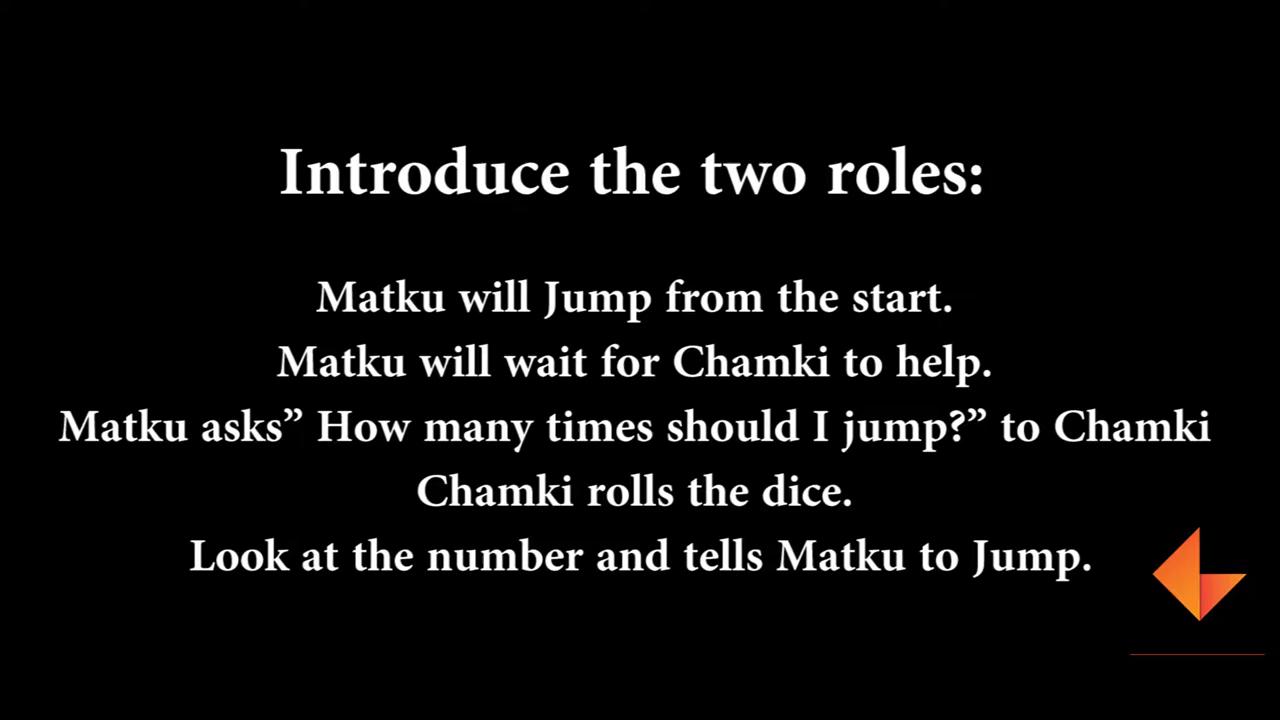 Introduce the two roles:
Matku will Jump from the start.
Matku will wait for Chamki to help.
Matku asks” How many times should I jump?” to Chamki
Chamki rolls the dice.
Look at the number and tells Matku to Jump.